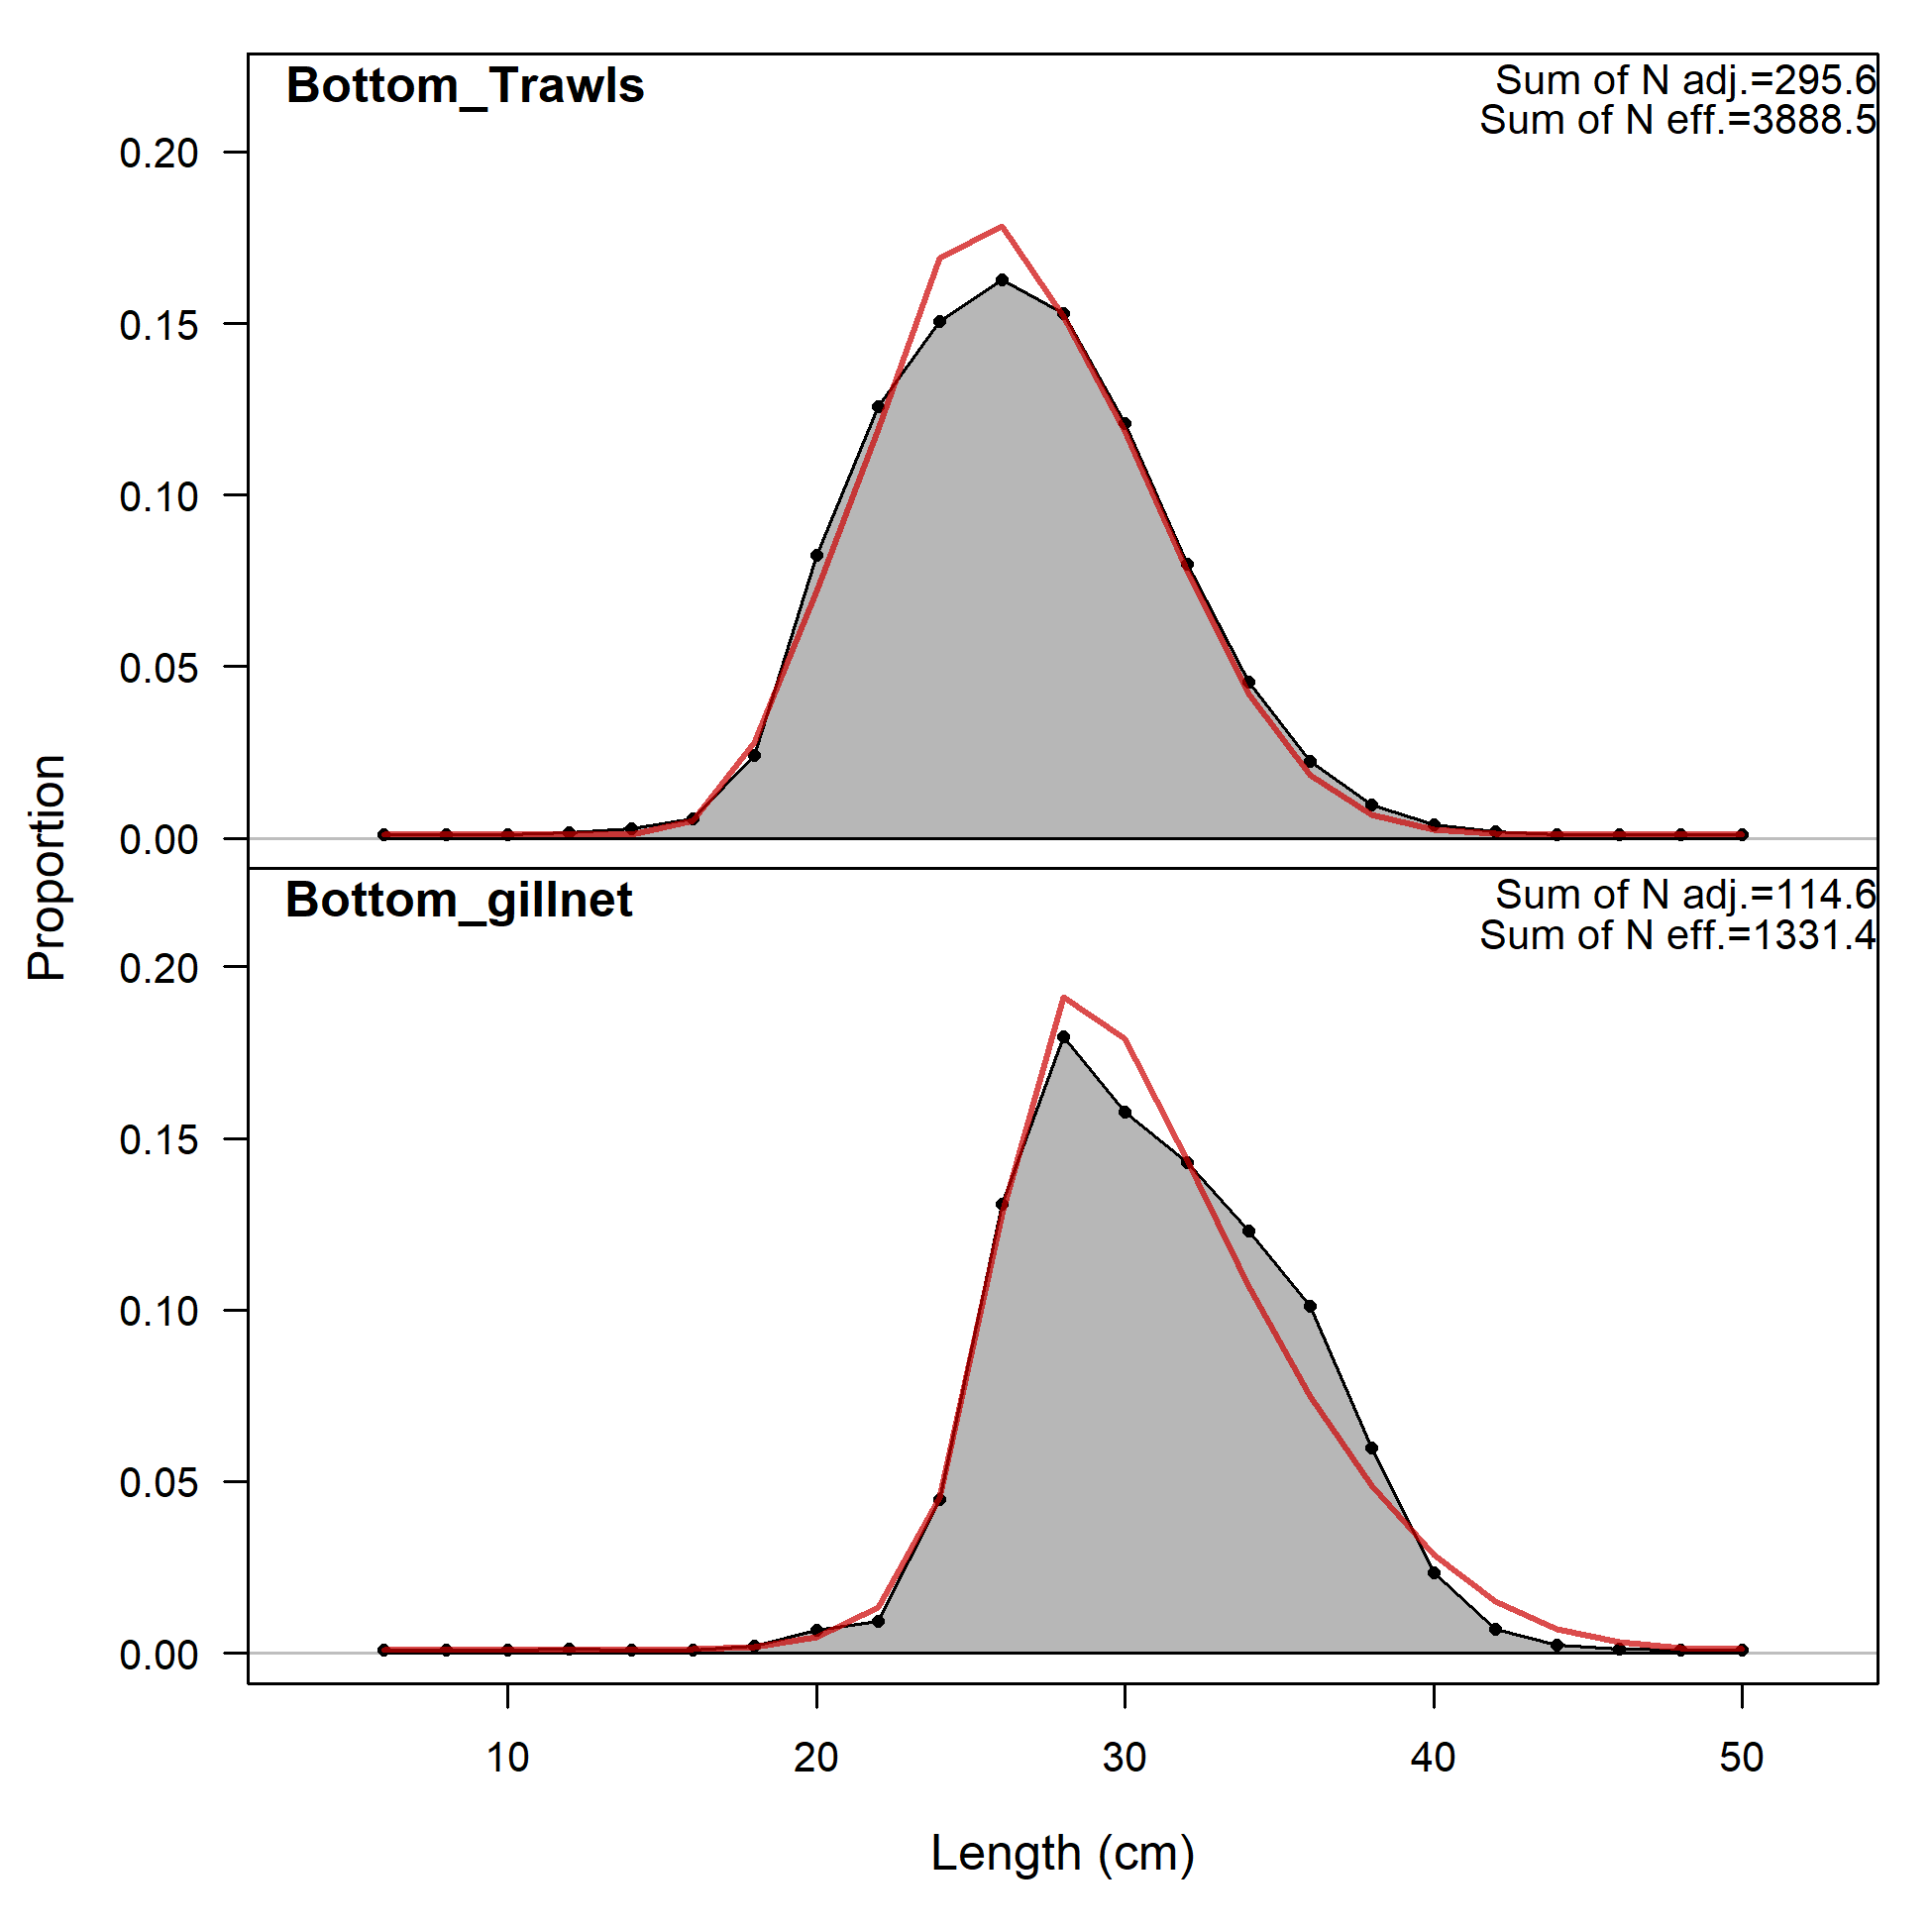 Bottom_Trawls
Sum of N adj.=295.6
Sum of N eff.=3888.5
0.20
0.15
0.10
0.05
0.00
Bottom_gillnet
Sum of N adj.=114.6
Sum of N eff.=1331.4
0.20
0.15
0.10
0.05
0.00
Proportion
10 20 30 40 50
Length (cm)